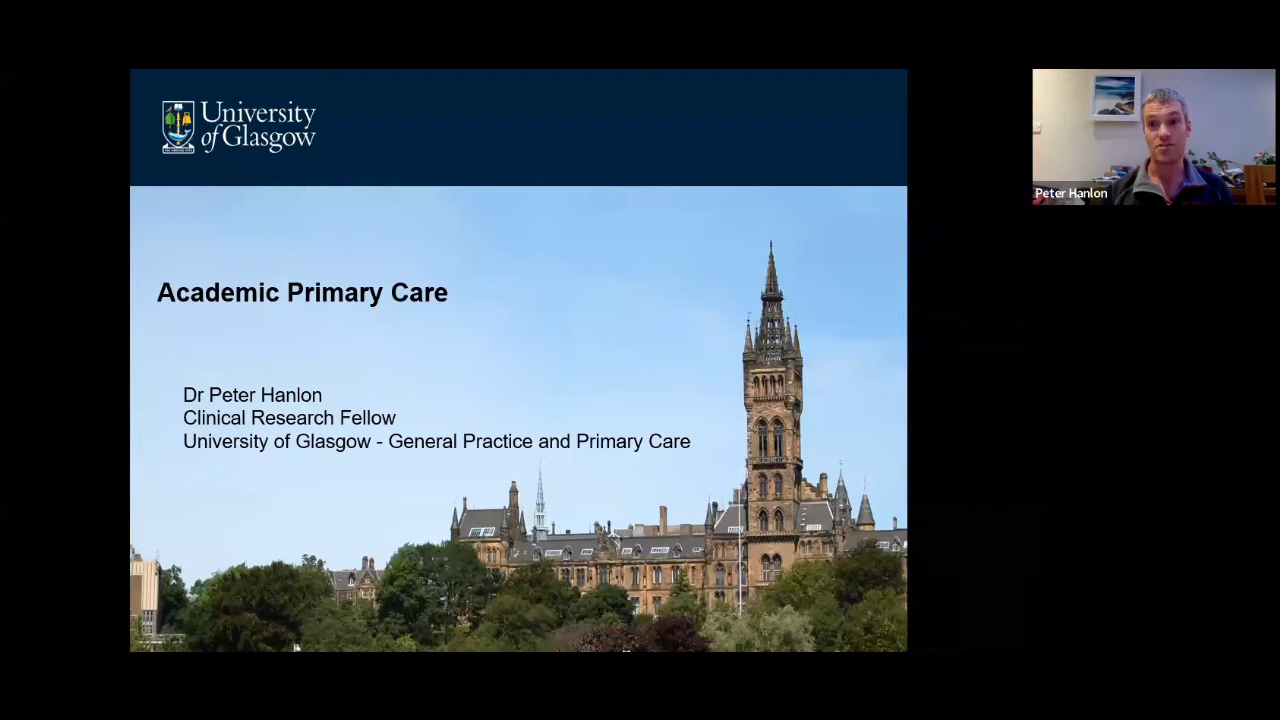 University
of Glasgow
Academic Primary Care
Dr Peter Hanlon
Clinical Research Fellow
University of Glasgow - General Practice and Primary Care
Peter Hanlon